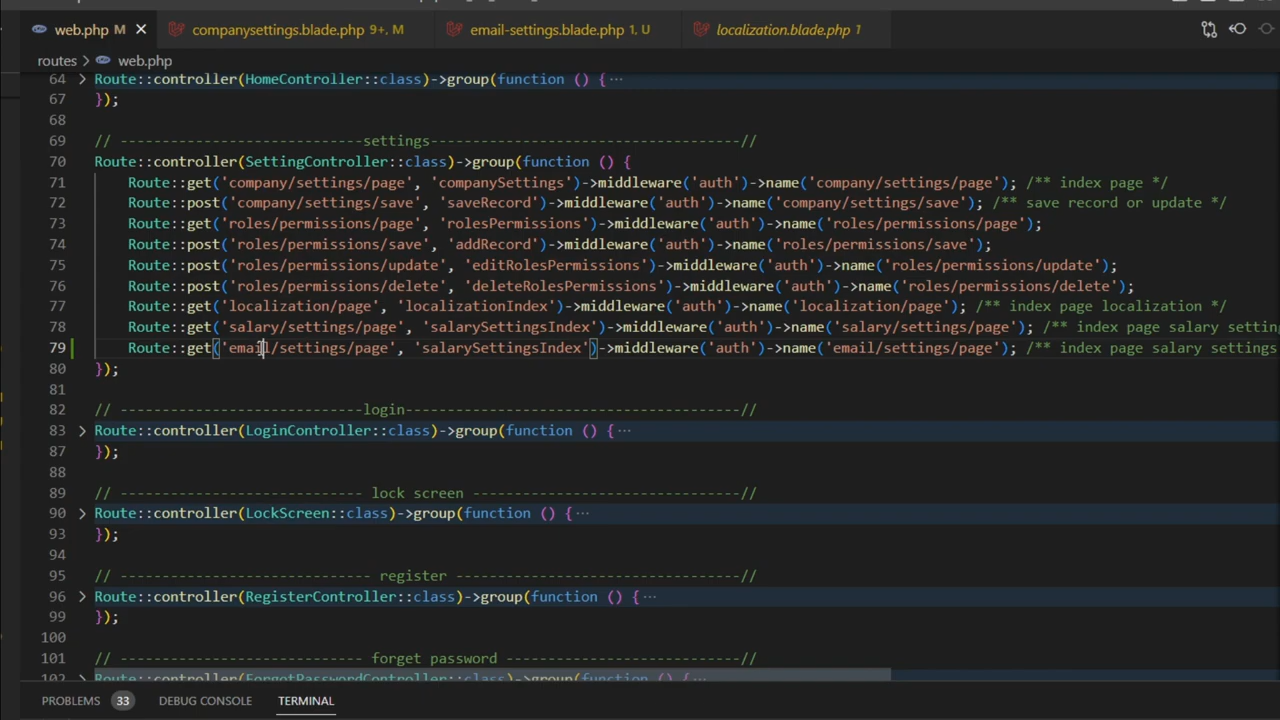 web.php M companysettings.blade.php 9+, M email-settings.blade.php 1, U localization.blade.php 1
routes > web.php
64 Route::controller(HomeController::class)->group(function () { ···
67 });
68
69 // -----------------------------settings-------------------------------------//
70 Route::controller(SettingController::class)->group(function () {
71 Route::get('company/settings/page', 'companySettings')->middleware('auth')->name('company/settings/page'); /** index page */
72 Route::post('company/settings/save', 'saveRecord')->middleware('auth')->name('company/settings/save'); /** save record or update */
73 Route::get('roles/permissions/page', 'rolesPermissions')->middleware('auth')->name('roles/permissions/page');
74 Route::post('roles/permissions/save', 'addRecord')->middleware('auth')->name('roles/permissions/save');
75 Route::post('roles/permissions/update', 'editRolesPermissions')->middleware('auth')->name('roles/permissions/update');
76 Route::post('roles/permissions/delete', 'deleteRolesPermissions')->middleware('auth')->name('roles/permissions/delete');
77 Route::get('localization/page', 'localizationIndex')->middleware('auth')->name('localization/page'); /** index page localization */
78 Route::get('salary/settings/page', 'salarySettingsIndex')->middleware('auth')->name('salary/settings/page'); /** index page salary setting
79 Route::get('email/settings/page', 'salarySettingsIndex')->middleware('auth')->name('email/settings/page'); /** index page salary settings
80 });
81
82 // -----------------------------login----------------------------------------//
83 Route::controller(LoginController::class)->group(function () { ···
87 });
88
89 // ----------------------------- lock screen --------------------------------//
90 Route::controller(LockScreen::class)->group(function () { ···
93 });
94
95 // ------------------------------ register ----------------------------------//
96 Route::controller(RegisterController::class)->group(function () { ···
99 });
100
101 // ----------------------------- forget password ----------------------------//
102 Route::controller(ForgotPasswordController::class)->group(function () { ···
PROBLEMS 33 DEBUG CONSOLE TERMINAL